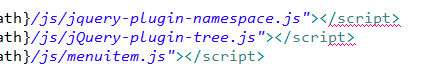 ath}/js/jquery-plugin-namespace.js"></script>
ath}/js/jQuery-plugin-tree.js"></script>
ath}/js/menuitem.js"></script>